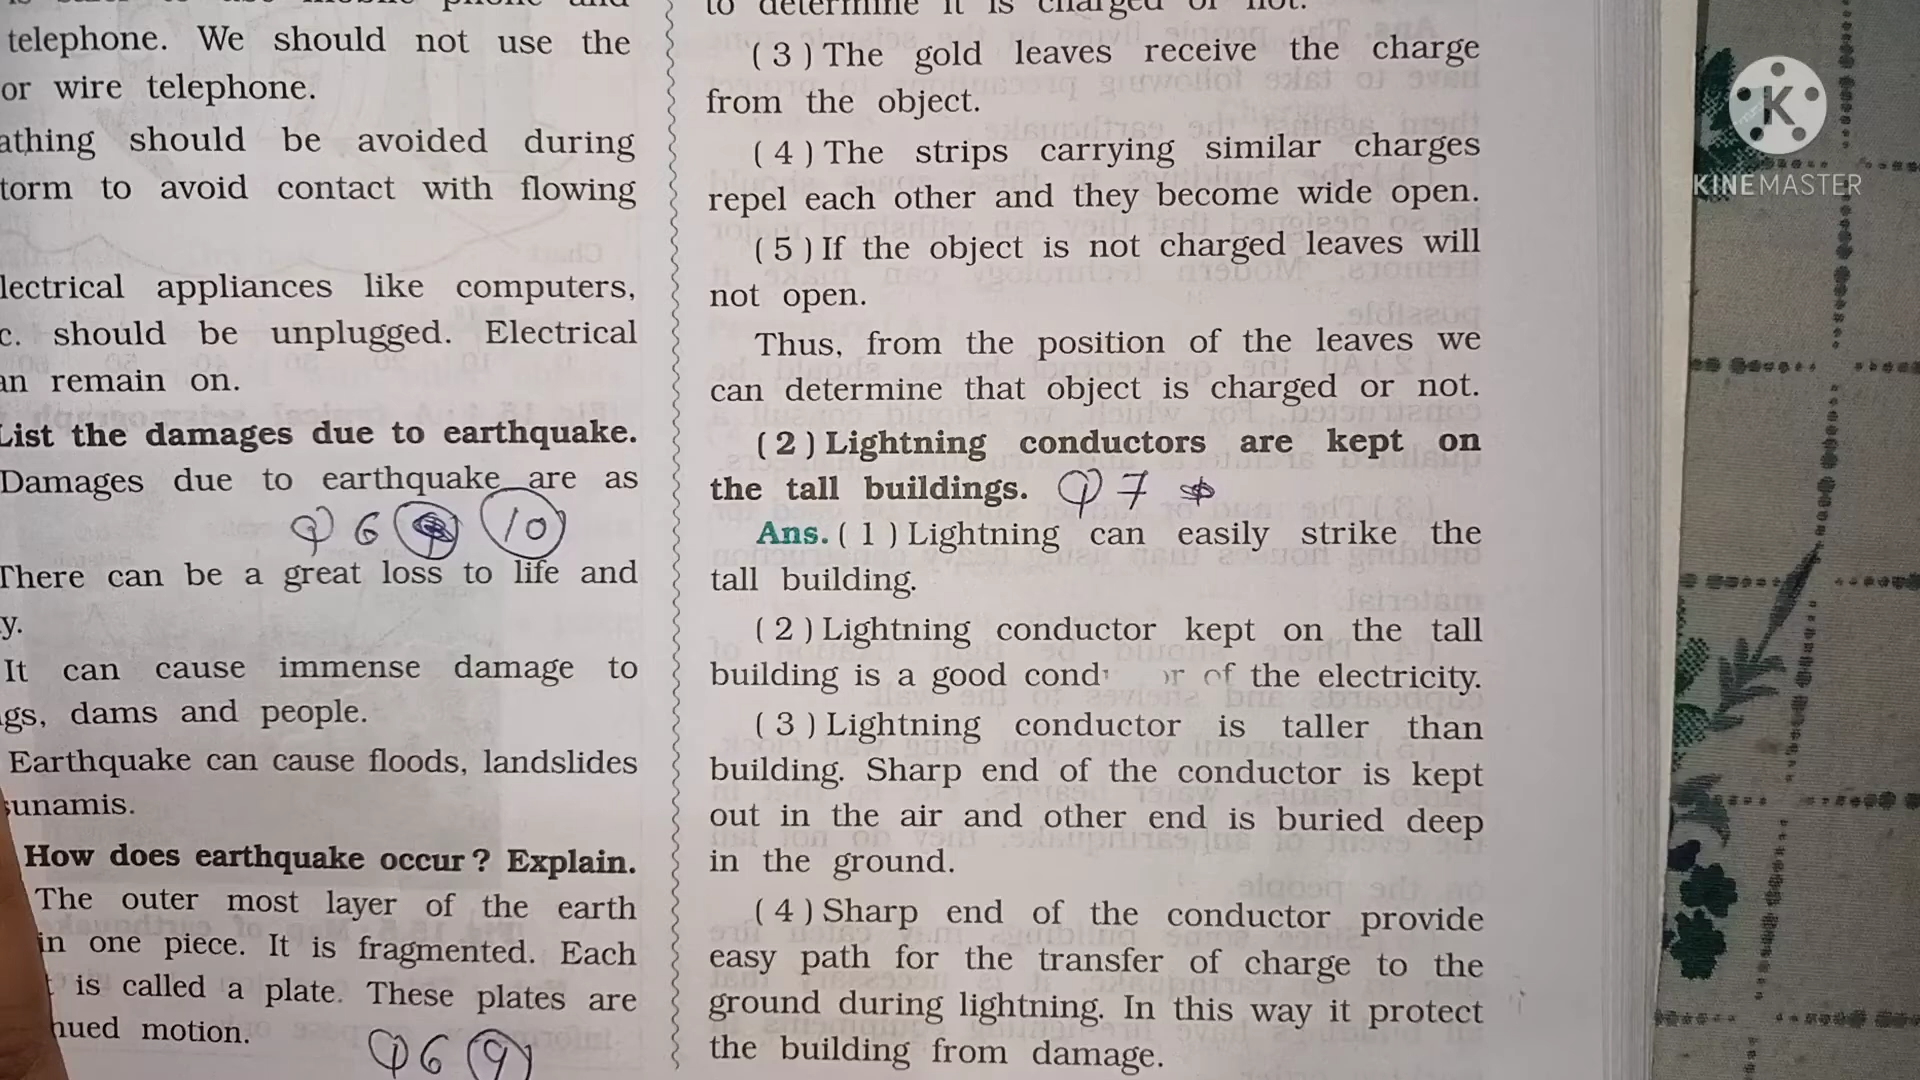 telephone. We should not use the
or wire telephone.
athing should be avoided during
torm to avoid contact with flowing
lectrical appliances like computers,
c. should be unplugged. Electrical
an remain on.
List the damages due to earthquake.
Damages due to earthquake are as
Q 6 10
There can be a great loss to life and
y.
It can cause immense damage to
gs, dams and people.
Earthquake can cause floods, landslides
sunamis.
How does earthquake occur ? Explain.
The outer most layer of the earth
in one piece. It is fragmented. Each
t is called a plate. These plates are
nued motion.
Q 6 9
to determine it is charged or not.
( 3 ) The gold leaves receive the charge
from the object.
( 4 ) The strips carrying similar charges
repel each other and they become wide open.
( 5 ) If the object is not charged leaves will
not open.
Thus, from the position of the leaves we
can determine that object is charged or not.
( 2 ) Lightning conductors are kept on
the tall buildings. Q 7
Ans. ( 1 ) Lightning can easily strike the
tall building.
( 2 ) Lightning conductor kept on the tall
building is a good cond or of the electricity.
( 3 ) Lightning conductor is taller than
building. Sharp end of the conductor is kept
out in the air and other end is buried deep
in the ground.
( 4 ) Sharp end of the conductor provide
easy path for the transfer of charge to the
ground during lightning. In this way it protect
the building from damage.
K
KINEMASTER